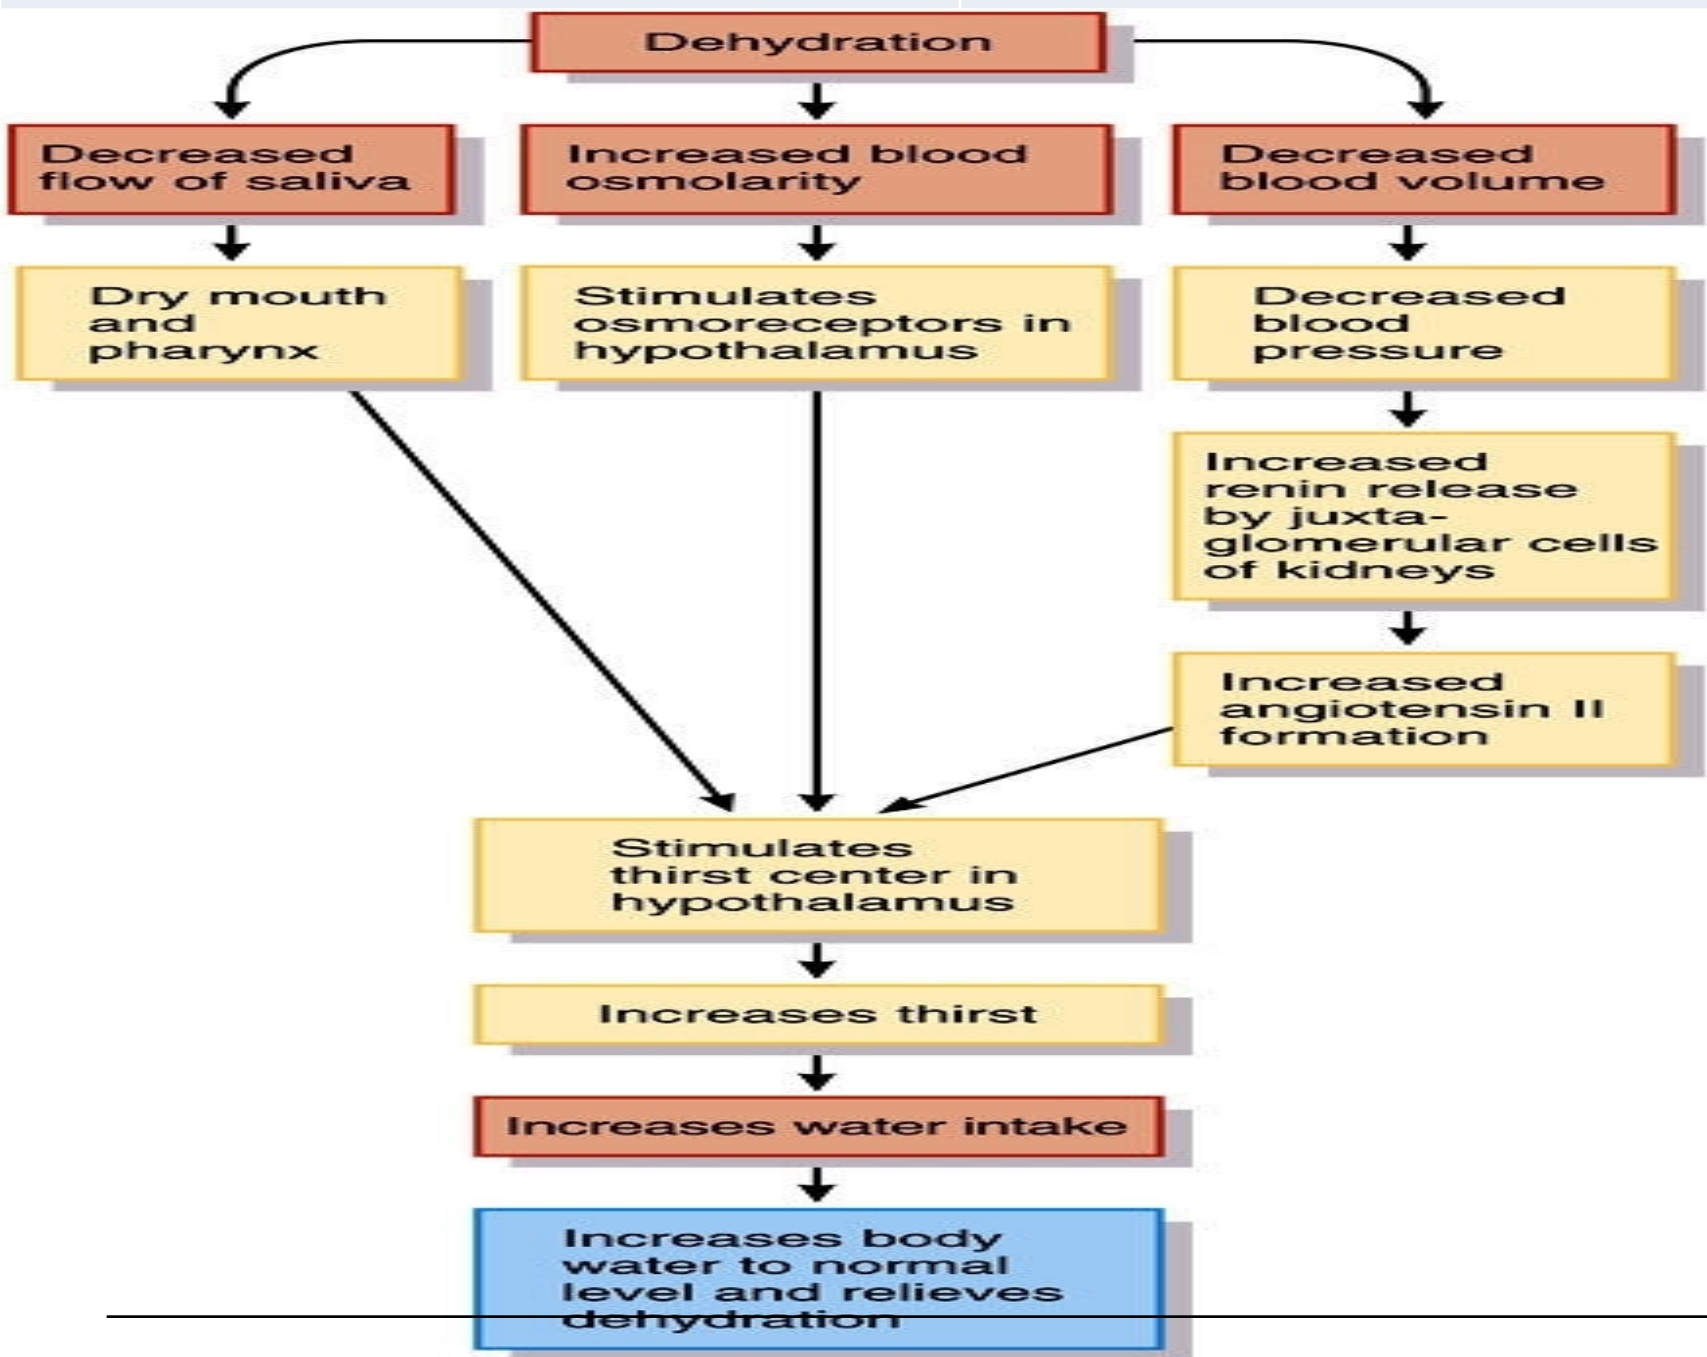 Dehydration
Decreased
flow of saliva
Increased blood
osmolarity
Decreased
blood volume
Dry mouth
and
pharynx
Stimulates
osmoreceptors in
hypothalamus
Decreased
blood
pressure
Increased
renin release
by juxta-
glomerular cells
of kidneys
Increased
angiotensin II
formation
Stimulates
thirst center in
hypothalamus
Increases thirst
Increases water intake
Increases body
water to normal
level and relieves
dehydration